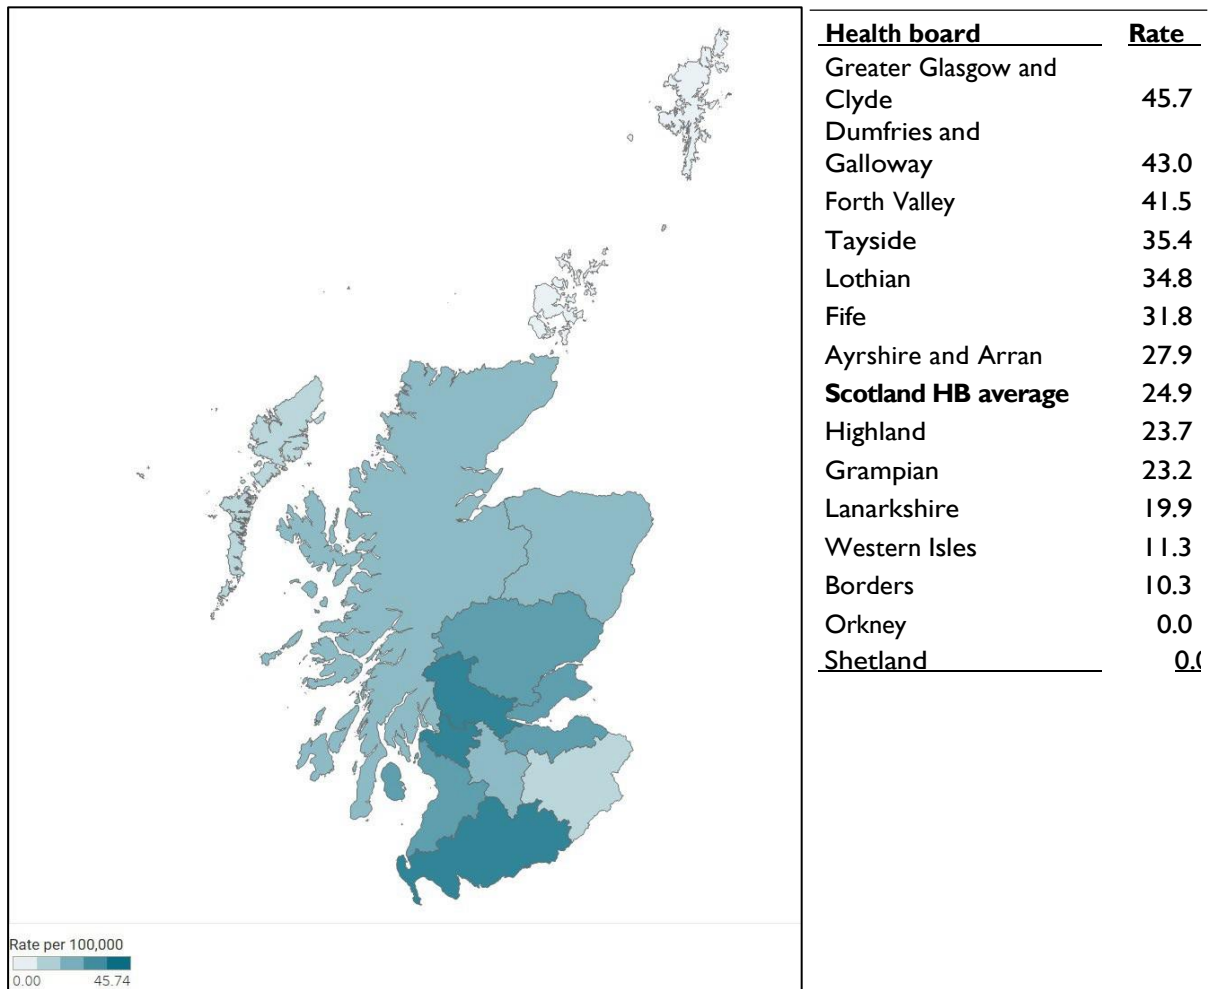 Health board Rate
Greater Glasgow and
Clyde 45.7
Dumfries and
Galloway 43.0
Forth Valley 41.5
Tayside 35.4
Lothian 34.8
Fife 31.8
Ayrshire and Arran 27.9
Scotland HB average 24.9
Highland 23.7
Grampian 23.2
Lanarkshire 19.9
Western Isles 11.3
Borders 10.3
Orkney 0.0
Shetland 0.0
Rate per 100,000
0.00 45.74